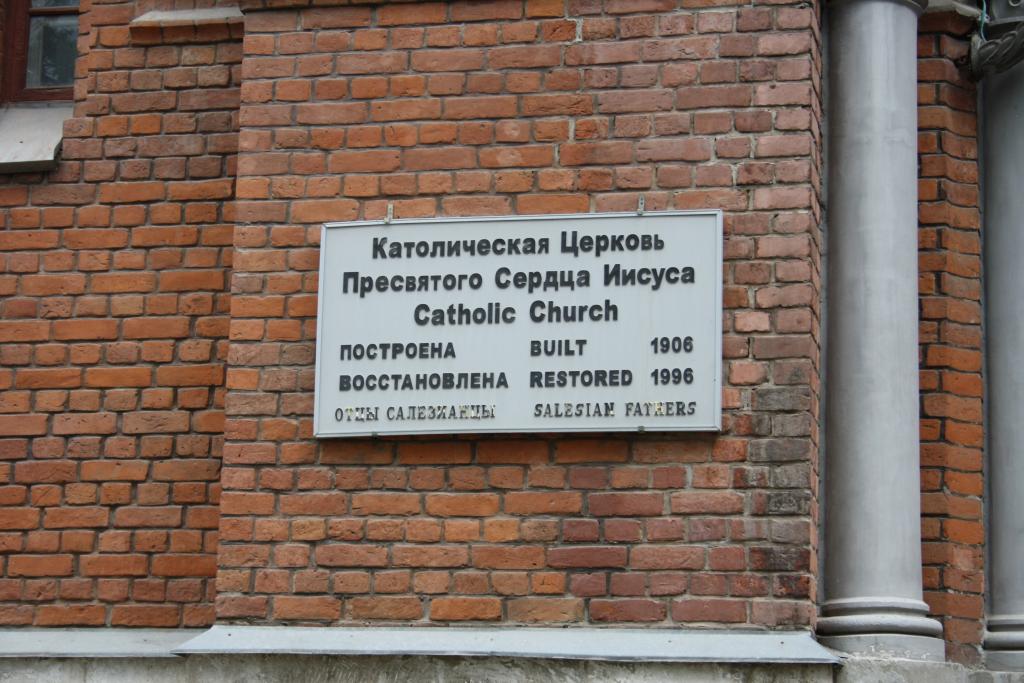 Католическая Церковь
Пресвятого Сердца Иисуса
Catholic Church
ПОСТРОЕНА BUILT 1906
ВОССТАНОВЛЕНА RESTORED 1996
ОТЦЫ САЛЕЗИАНЦЫ SALESIAN FATHERS